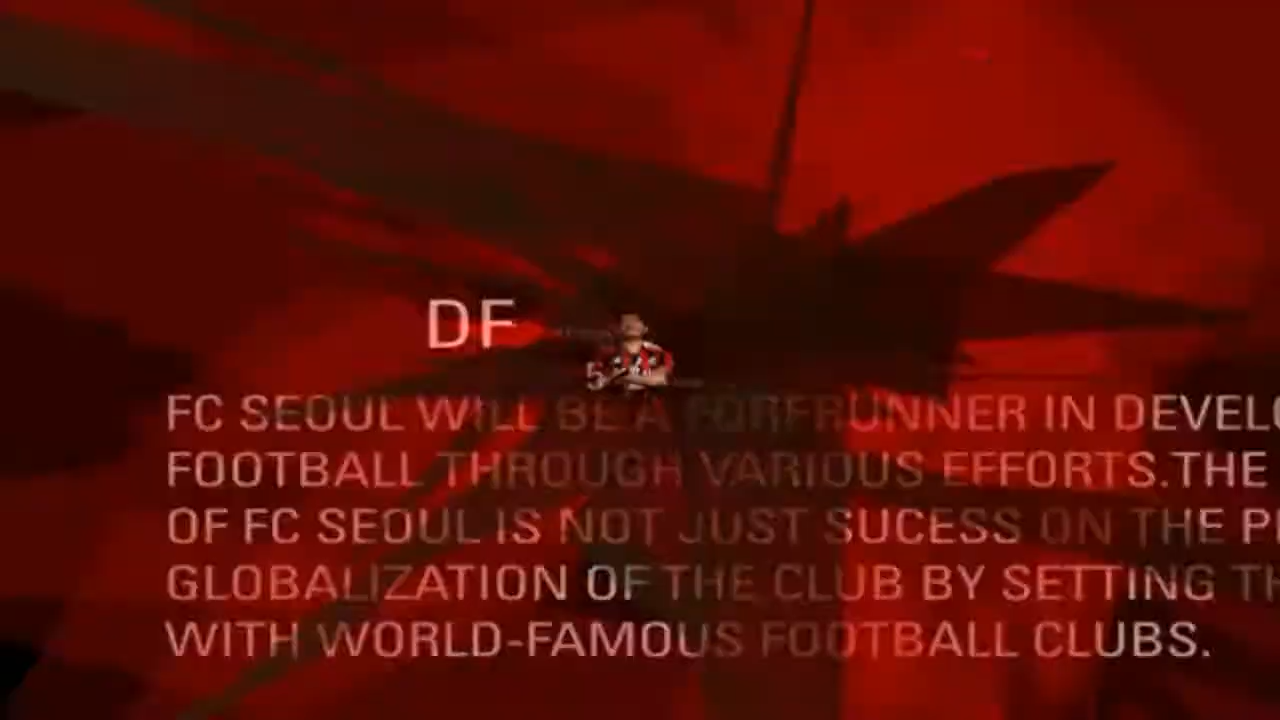 DF
FC SEOUL WILL BE A FORFRUNNER IN DEVELO
FOOTBALL THROUGH VARIOUS EFFORTS.THE
OF FC SEOUL IS NOT JUST SUCESS ON THE P
GLOBALIZATION OF THE CLUB BY SETTING TH
WITH WORLD-FAMOUS FOOTBALL CLUBS.